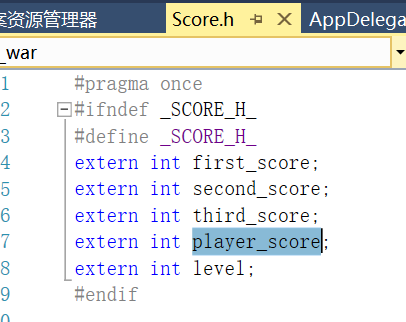 案资源管理器 Score.h AppDelega
_war
1 #pragma once
2 #ifndef _SCORE_H_
3 #define _SCORE_H_
4 extern int first_score;
5 extern int second_score;
6 extern int third_score;
7 extern int player_score;
8 extern int level;
9 #endif
0